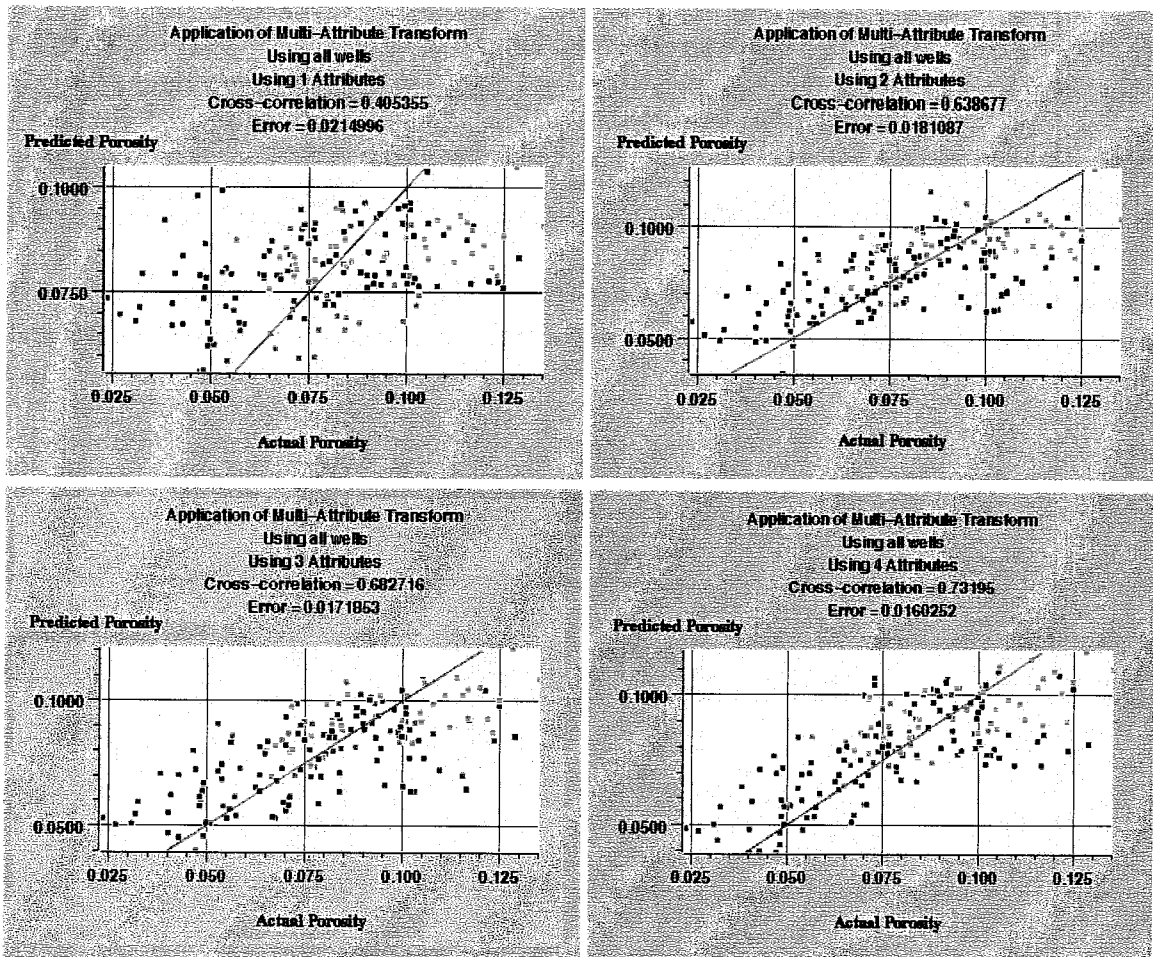 Application of Multi-Attribute Transform
Using all wells
Using 1 Attributes
Cross-correlation = 0.405355
Error = 0.0214996
Predicted Porosity
0.1000
0.0750
0.025 0.050 0.075 0.100 0.125
Actual Porosity
Application of Multi-Attribute Transform
Using all wells
Using 2 Attributes
Cross-correlation = 0.638677
Error = 0.0181087
Predicted Porosity
0.1000
0.0500
0.025 0.050 0.075 0.100 0.125
Actual Porosity
Application of Multi-Attribute Transform
Using all wells
Using 3 Attributes
Cross-correlation = 0.682716
Error = 0.0171853
Predicted Porosity
0.1000
0.0500
0.025 0.050 0.075 0.100 0.125
Actual Porosity
Application of Multi-Attribute Transform
Using all wells
Using 4 Attributes
Cross-correlation = 0.73195
Error = 0.0160252
Predicted Porosity
0.1000
0.0500
0.025 0.050 0.075 0.100 0.125
Actual Porosity